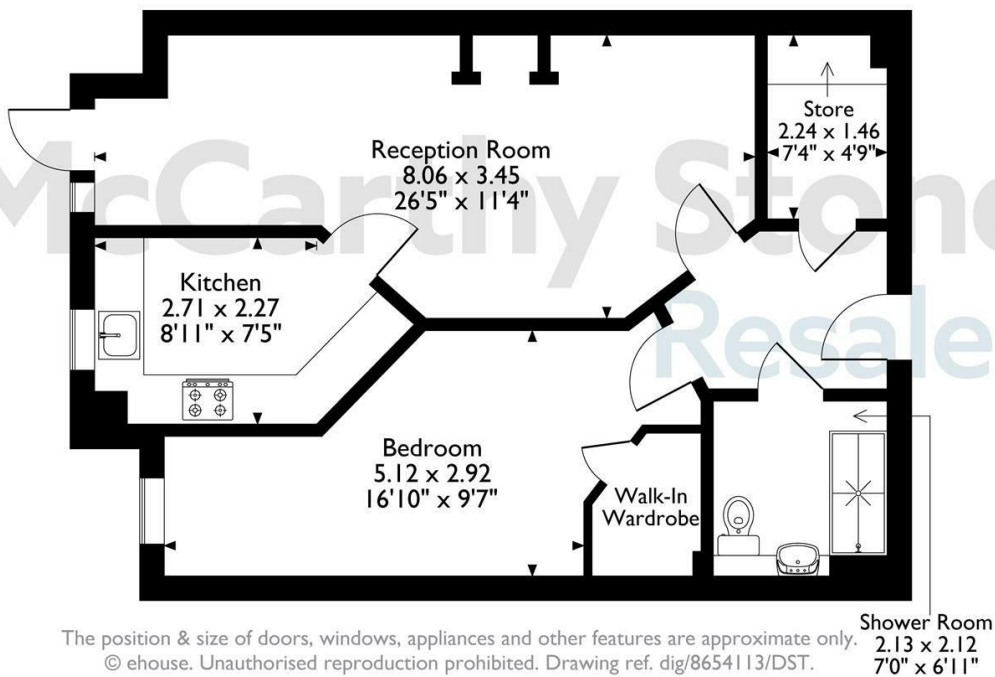 McCarthy Stone
Resale
Reception Room
8.06 x 3.45
26'5" x 11'4"
Store
2.24 x 1.46
7'4" x 4'9"
Kitchen
2.71 x 2.27
8'11" x 7'5"
Bedroom
5.12 x 2.92
16'10" x 9'7"
Walk-In
Wardrobe
Shower Room
2.13 x 2.12
7'0" x 6'11"
The position & size of doors, windows, appliances and other features are approximate only.
© ehouse. Unauthorised reproduction prohibited. Drawing ref. dig/8654113/DST.